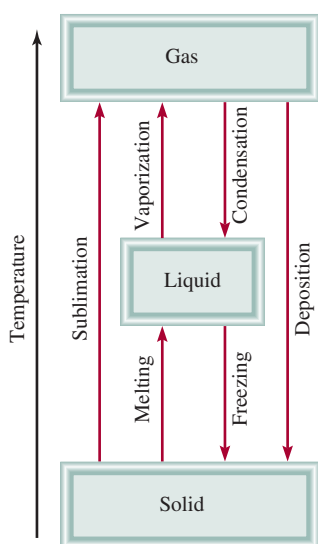 Gas
Temperature
Sublimation
Vaporization
Condensation
Deposition
Liquid
Melting
Freezing
Solid